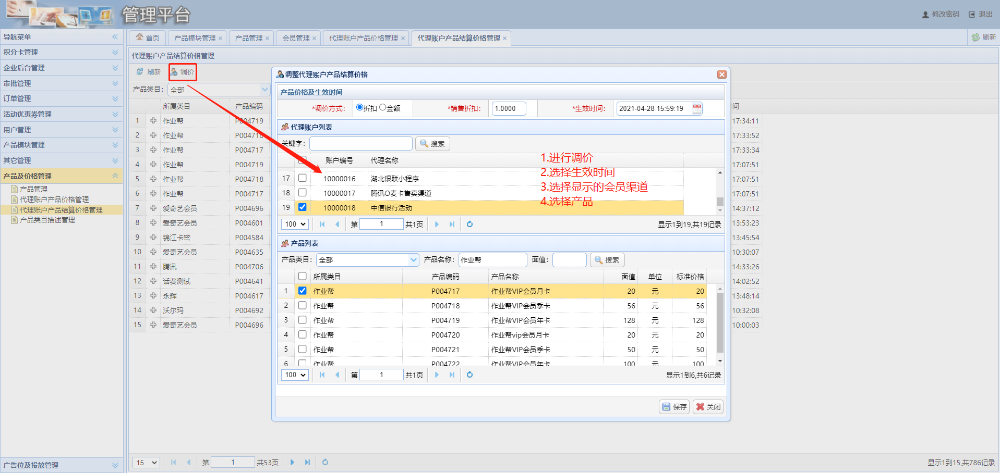 管理平台
修改密码 退出
导航菜单
首页 产品模块管理 产品管理 会员管理 代理账户产品价格管理 代理账户产品结算价格管理 刷新
积分卡管理
企业后台管理
审批管理
订单管理
活动优惠券管理
用户管理
产品模块管理
其它管理
产品及价格管理
产品管理
代理账户产品价格管理
代理账户产品结算价格管理
产品类目描述管理
广告位及投放管理
代理账户产品结算价格管理
刷新 调价
产品类目: 全部
所属类目 产品编码
1 作业帮 P004719
2 作业帮 P004718
3 作业帮 P004717
4 作业帮 P004719
5 作业帮 P004718
6 作业帮 P004717
7 爱奇艺会员 P004696
8 爱奇艺会员 P004601
9 锦江卡密 P004584
10 爱奇艺会员 P004635
11 腾讯 P004706
12 话费测试 P004641
13 永辉 P004617
14 沃尔玛 P004692
15 爱奇艺会员 P004696
调整代理账户产品结算价格
产品价格及生效时间
*调价方式: 折扣 金额 *销售折扣: 1.0000 *生效时间: 2021-04-28 15:59:19
代理账户列表
关键字: 搜索
账户编号 代理名称
17 10000016 湖北银联小程序
18 10000017 腾讯O麦卡售卖渠道
19 10000018 中信银行活动
1.进行调价
2.选择生效时间
3.选择显示的会员渠道
4.选择产品
100 第 1 共1页 显示1到19,共19记录
产品列表
产品类目: 全部 产品名称: 作业帮 面值: 搜索
所属类目 产品编码 产品名称 面值 单位 标准价格
1 作业帮 P004717 作业帮VIP会员月卡 20 元 20
2 作业帮 P004718 作业帮VIP会员季卡 56 元 56
3 作业帮 P004719 作业帮VIP会员年卡 128 元 128
4 作业帮 P004720 作业帮vip会员月卡 20 元 20
5 作业帮 P004721 作业帮VIP会员季卡 50 元 50
6 作业帮 P004722 作业帮VIP会员年卡 100 元 100
100 第 1 共1页 显示1到6,共6记录
保存 关闭
间
17:34:11
17:33:52
17:33:34
17:07:51
17:07:51
17:07:51
14:37:12
13:53:23
13:45:54
10:30:07
14:33:26
14:02:52
13:48:14
10:32:08
10:00:03
15 第 1 共53页 显示1到15,共786记录